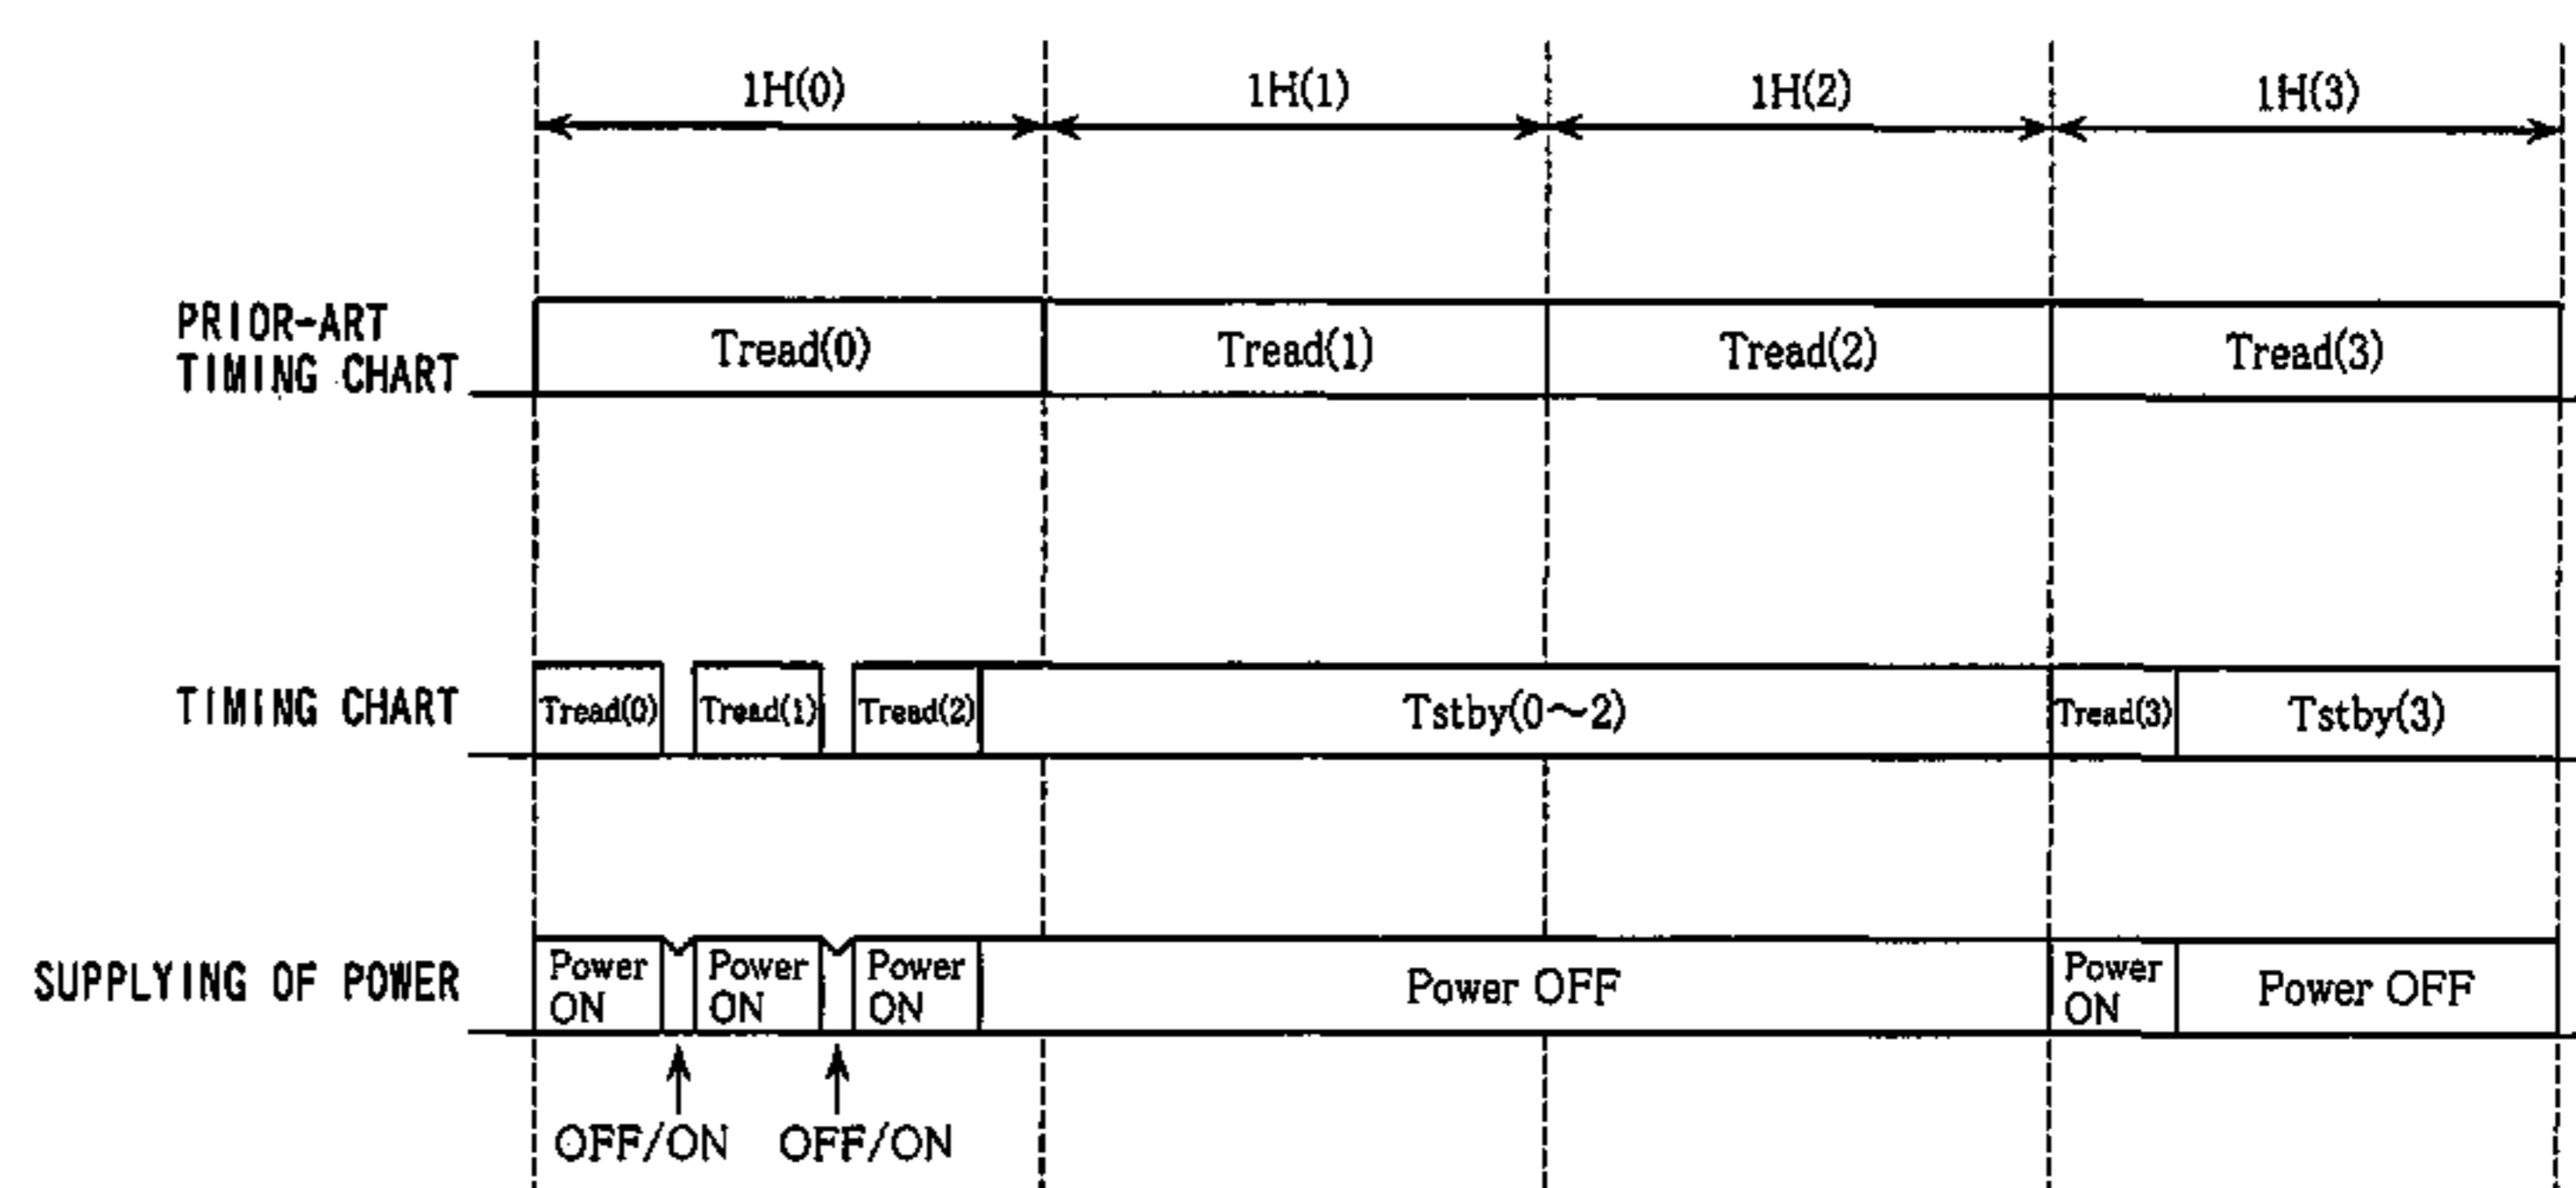 1H(0) 1H(1) 1H(2) 1H(3)
PRIOR-ART
TIMING CHART
Tread(0) Tread(1) Tread(2) Tread(3)
TIMING CHART
Tread(0) Tread(1) Tread(2) Tstby(0～2) Tread(3) Tstby(3)
SUPPLYING OF POWER
Power ON Power ON Power ON Power OFF Power ON Power OFF
OFF/ON OFF/ON